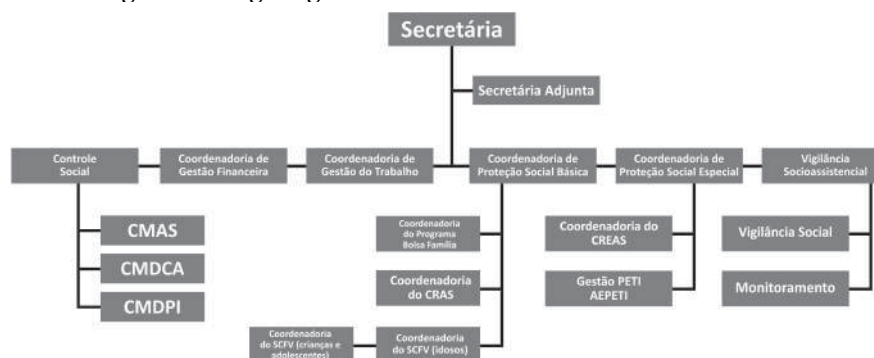 Secretária
Secretária Adjunta
Controle
Social
Coordenadoria de
Gestão Financeira
Coordenadoria de
Gestão do Trabalho
Coordenadoria de
Proteção Social Básica
Coordenadoria de
Proteção Social Especial
Vigilância
Socioassistencial
CMAS
CMDCA
CMDPI
Coordenadoria
do Programa
Bolsa Família
Coordenadoria
do CRAS
Coordenadoria
do SCFV (crianças e
adolescentes)
Coordenadoria
do SCFV (idosos)
Coordenadoria do
CREAS
Gestão PETI
AEPETI
Vigilância Social
Monitoramento